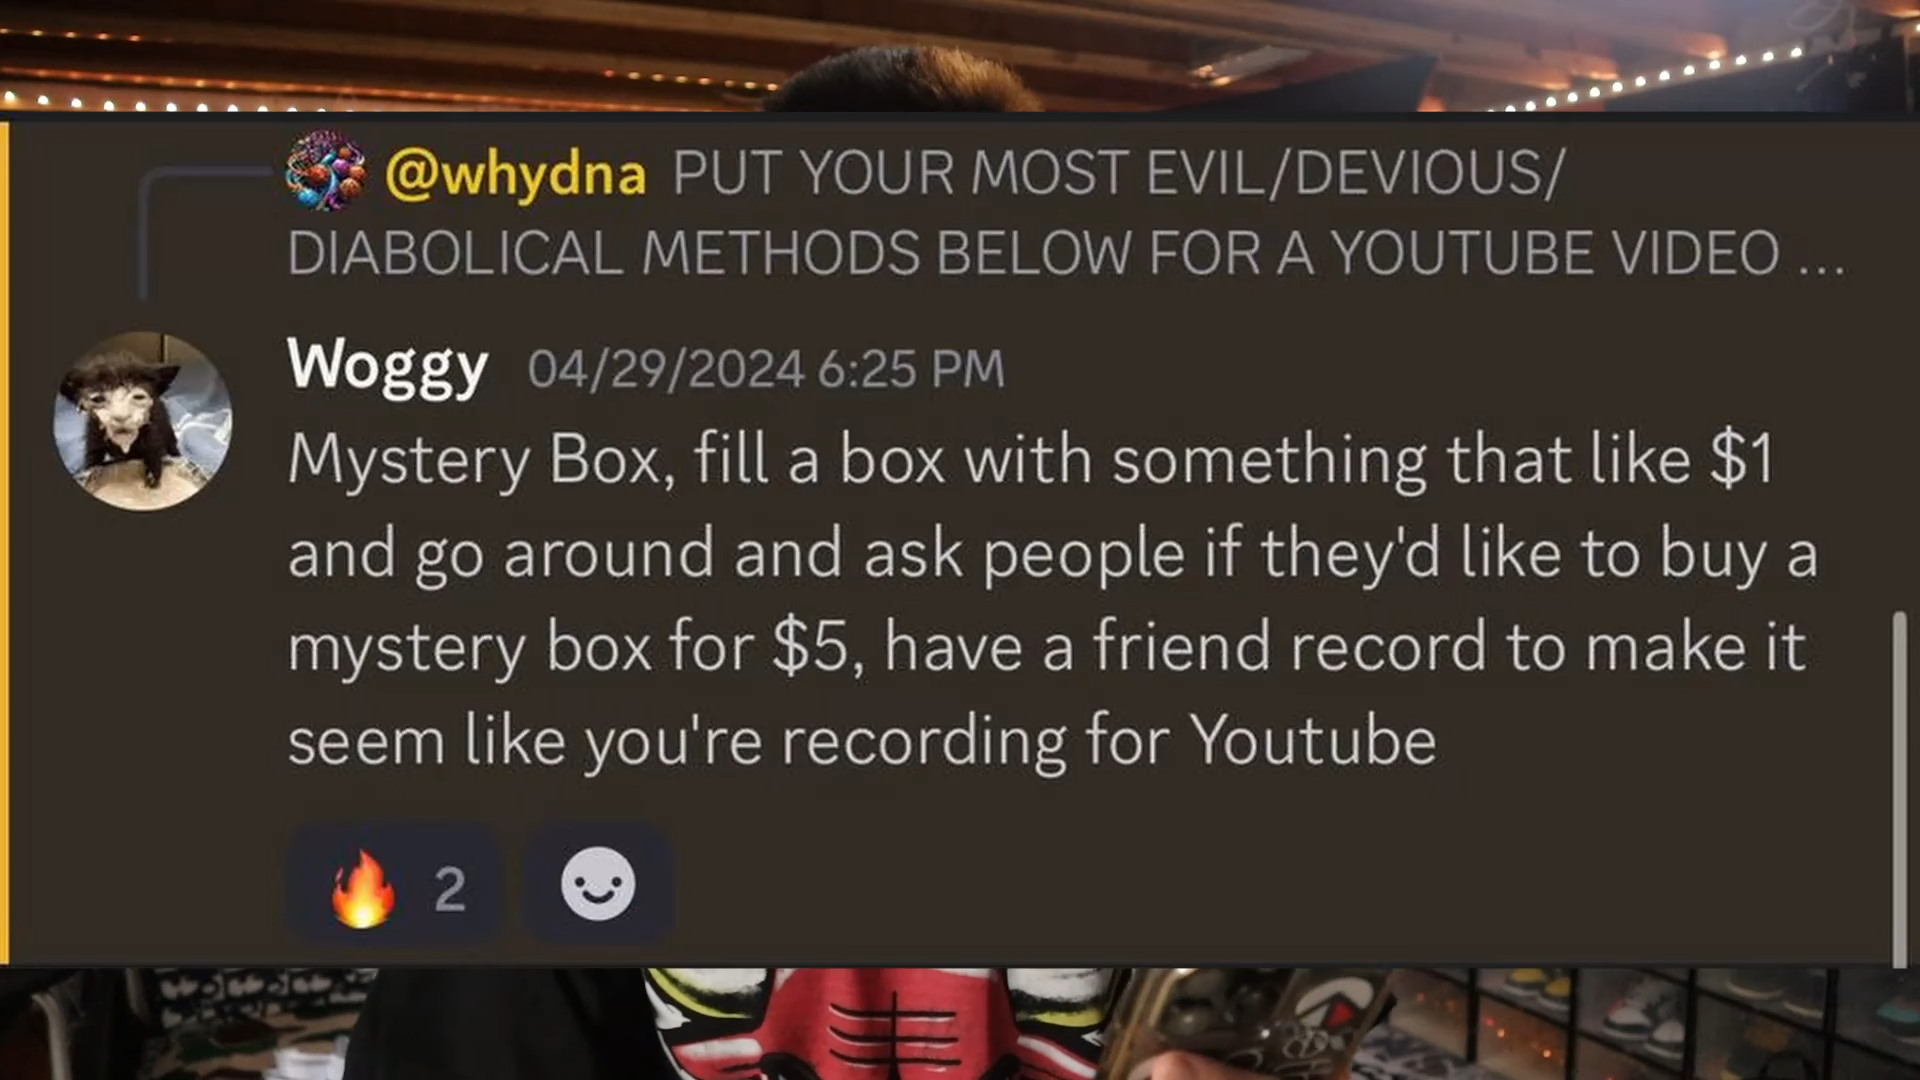 @whydna PUT YOUR MOST EVIL/DEVIOUS/
DIABOLICAL METHODS BELOW FOR A YOUTUBE VIDEO ...
Woggy 04/29/2024 6:25 PM
Mystery Box, fill a box with something that like $1
and go around and ask people if they'd like to buy a
mystery box for $5, have a friend record to make it
seem like you're recording for Youtube
🔥 2